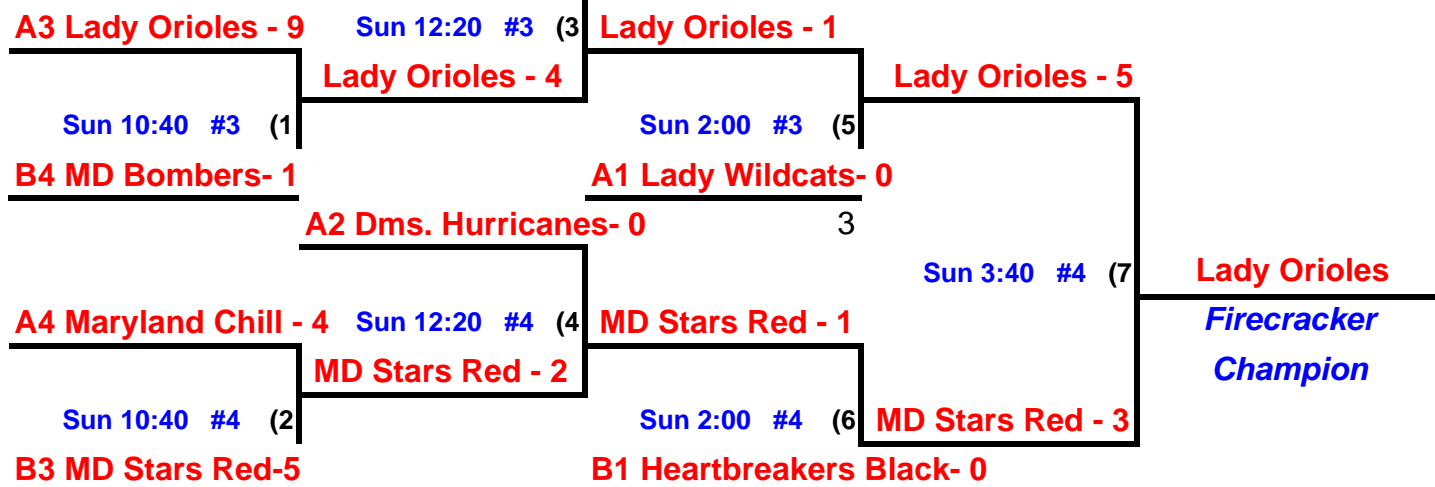 A3 Lady Orioles - 9 Sun 12:20 #3 (3 Lady Orioles - 1
Lady Orioles - 4 Lady Orioles - 5
Sun 10:40 #3 (1 Sun 2:00 #3 (5
B4 MD Bombers- 1 A1 Lady Wildcats- 0
A2 Dms. Hurricanes- 0 3
Sun 3:40 #4 (7 Lady Orioles
A4 Maryland Chill - 4 Sun 12:20 #4 (4 MD Stars Red - 1 Firecracker
MD Stars Red - 2 Champion
Sun 10:40 #4 (2 Sun 2:00 #4 (6 MD Stars Red - 3
B3 MD Stars Red-5 B1 Heartbreakers Black- 0